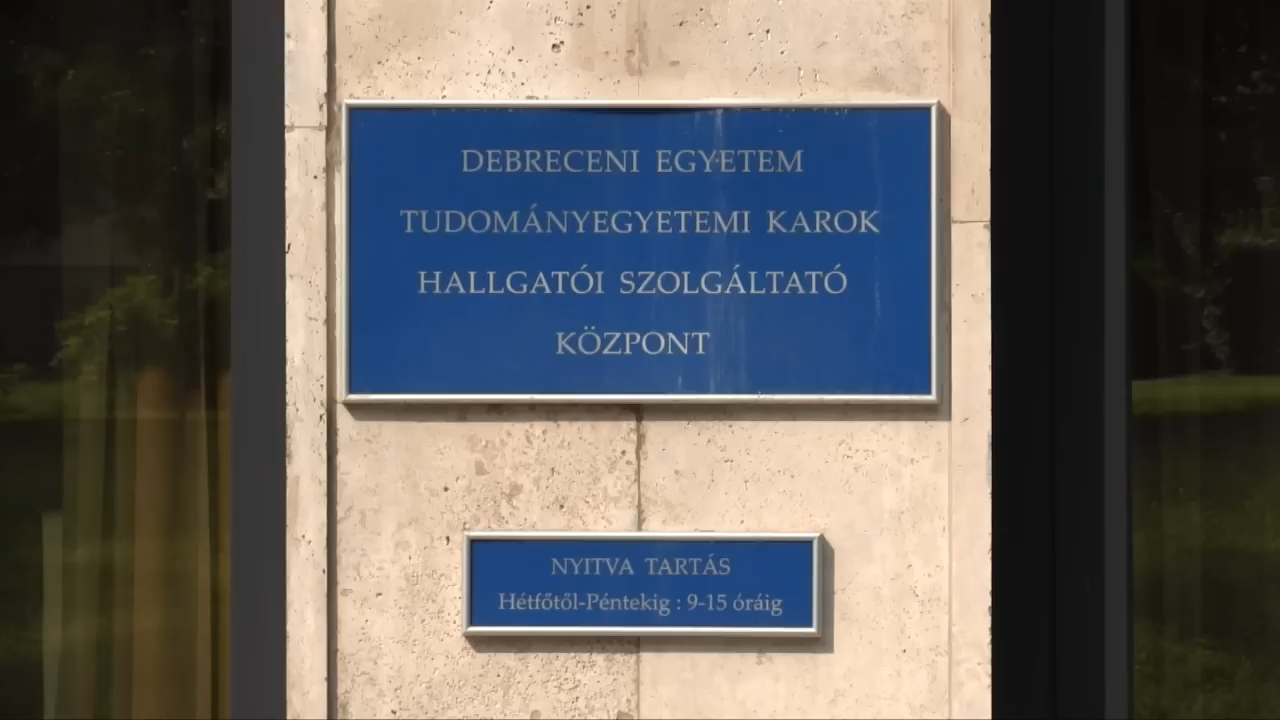 DEBRECENI EGYETEM
TUDOMÁNYEGYETEMI KAROK
HALLGATÓI SZOLGÁLTATÓ
KÖZPONT
NYITVA TARTÁS
Hétfőtől-Péntekig : 9-15 óráig